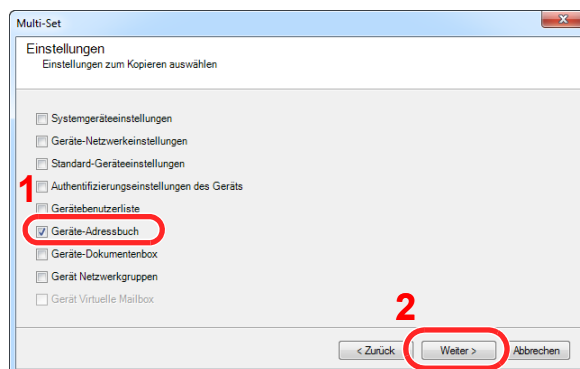 Multi-Set
Einstellungen
Einstellungen zum Kopieren auswählen
Systemgeräteeinstellungen
Geräte-Netzwerkeinstellungen
Standard-Geräteeinstellungen
1
Authentifizierungseinstellungen des Geräts
Gerätebenutzerliste
Geräte-Adressbuch
Geräte-Dokumentenbox
Gerät Netzwerkgruppen
Gerät Virtuelle Mailbox
2
< Zurück Weiter > Abbrechen